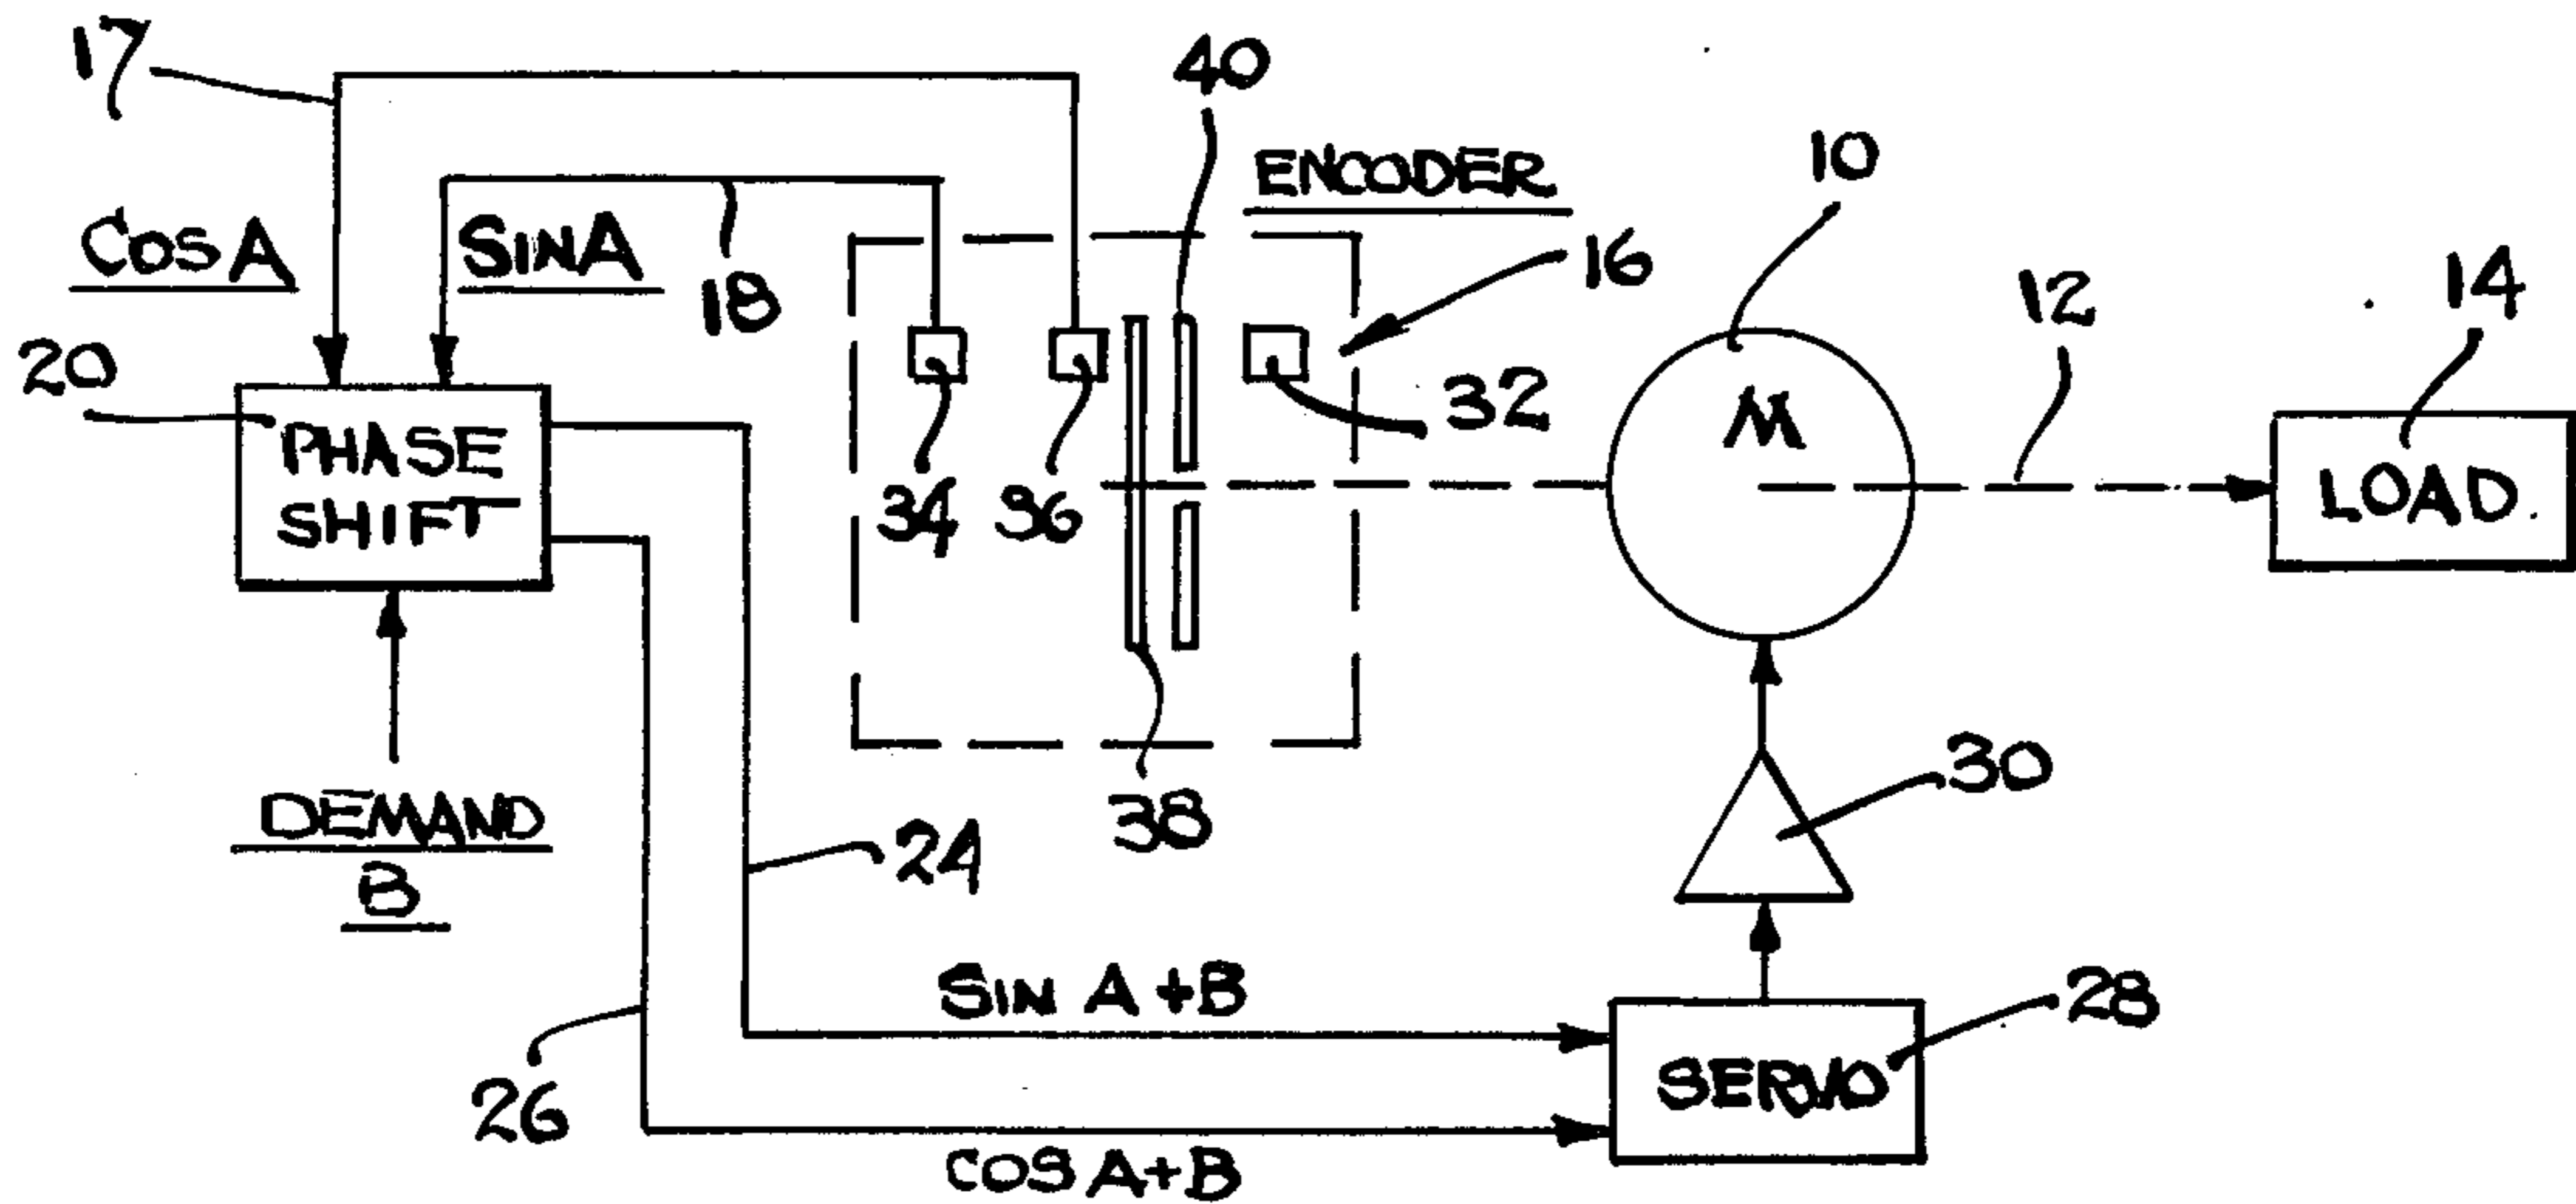 17
40
ENCODER
10
COS A
SIN A
18
16
12
14
20
32
M
PHASE
SHIFT
34
36
LOAD
30
DEMAND
B
38
24
SIN A+B
28
SERVO
26
COS A+B